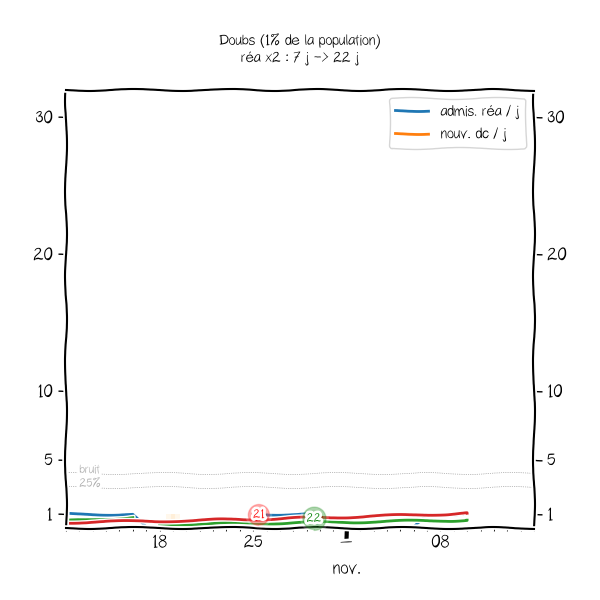 Doubs (1% de la population)
réa x2 : 7 j -> 22 j
admis. réa / j
nouv. dc / j
30
30
20
20
10
10
5
5
bruit
25%
1
1
21
22
18
25
08
nov.